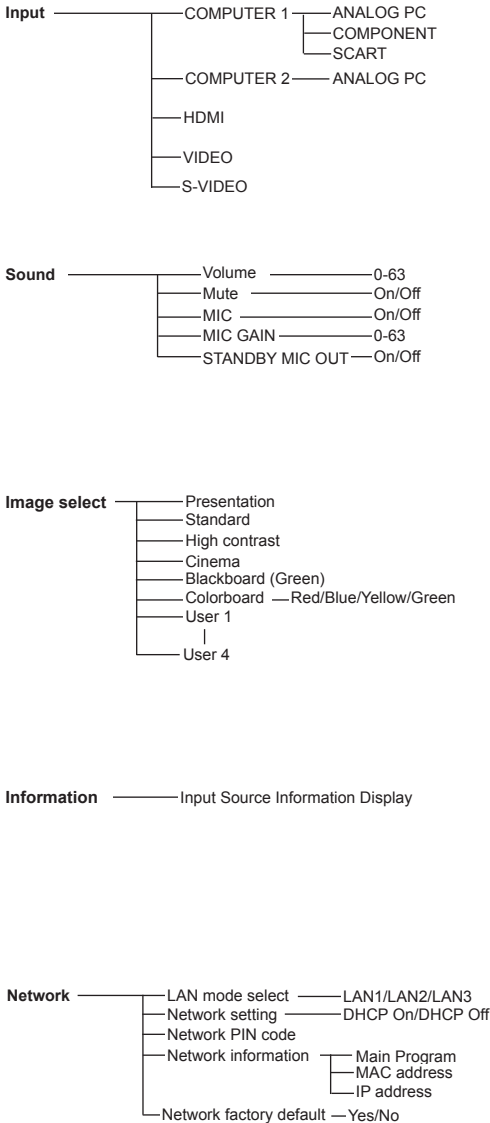 Input COMPUTER 1 ANALOG PC
COMPONENT
SCART
COMPUTER 2 ANALOG PC
HDMI
VIDEO
S-VIDEO
Sound Volume 0-63
Mute On/Off
MIC On/Off
MIC GAIN 0-63
STANDBY MIC OUT On/Off
Image select Presentation
Standard
High contrast
Cinema
Blackboard (Green)
Colorboard Red/Blue/Yellow/Green
User 1
User 4
Information Input Source Information Display
Network LAN mode select LAN1/LAN2/LAN3
Network setting DHCP On/DHCP Off
Network PIN code
Network information Main Program
MAC address
IP address
Network factory default Yes/No